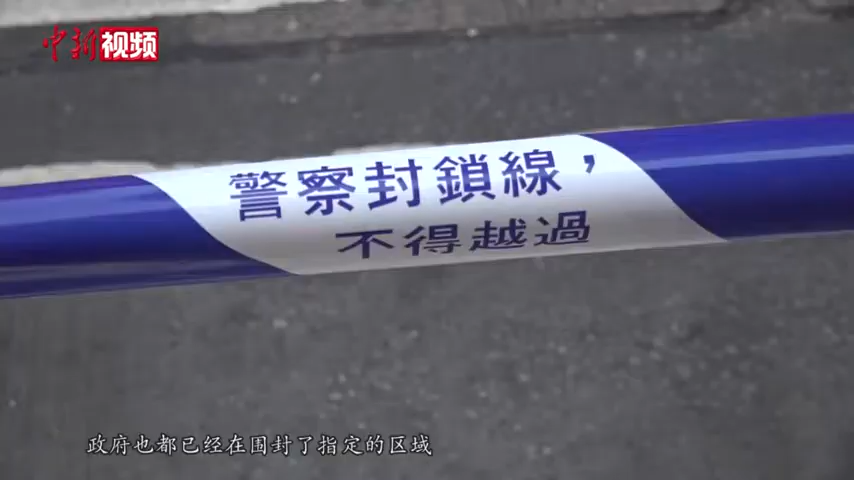 中新视频
警察封鎖線，
不得越過
政府也都已经在围封了指定的区域